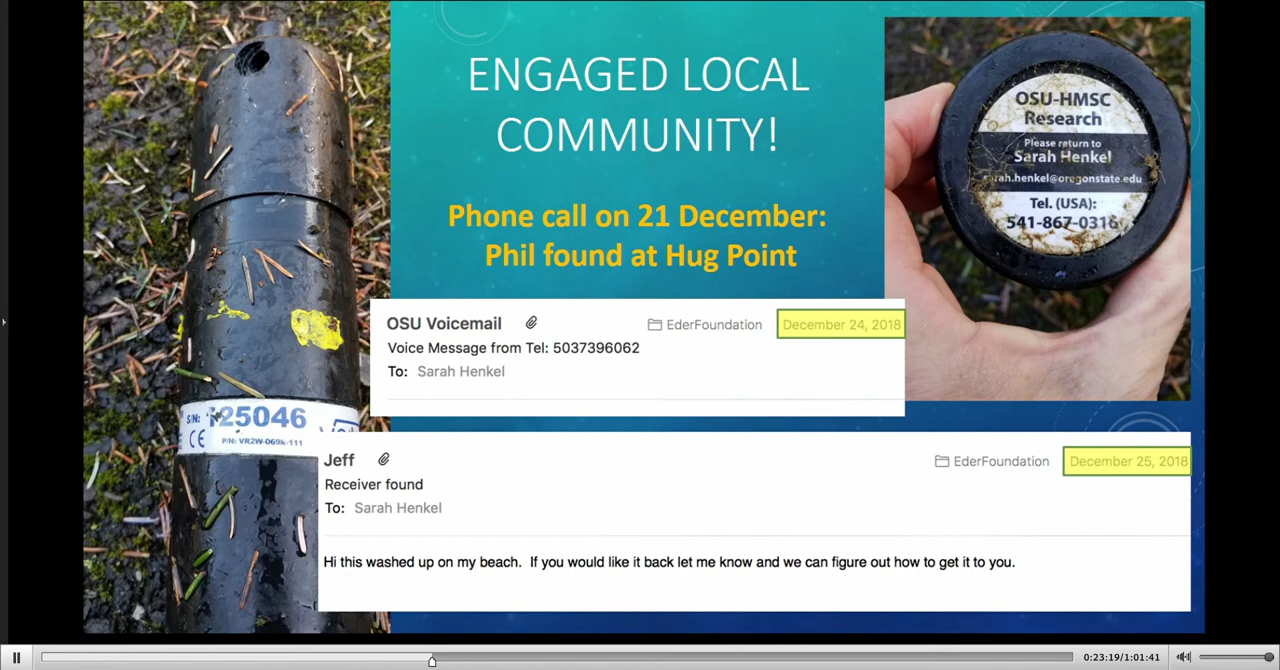 ENGAGED LOCAL
COMMUNITY!
Phone call on 21 December:
Phil found at Hug Point
OSU-HMSC
Research
Please return to
Sarah Henkel
sarah.henkel@oregonstate.edu
Tel. (USA):
541-867-0316
OSU Voicemail
EderFoundation
December 24, 2018
Voice Message from Tel: 5037396062
To: Sarah Henkel
S/N: 125046
CE P/N: VR2W-069k-111
Jeff
EderFoundation
December 25, 2018
Receiver found
To: Sarah Henkel
Hi this washed up on my beach. If you would like it back let me know and we can figure out how to get it to you.
0:23:19/1:01:41